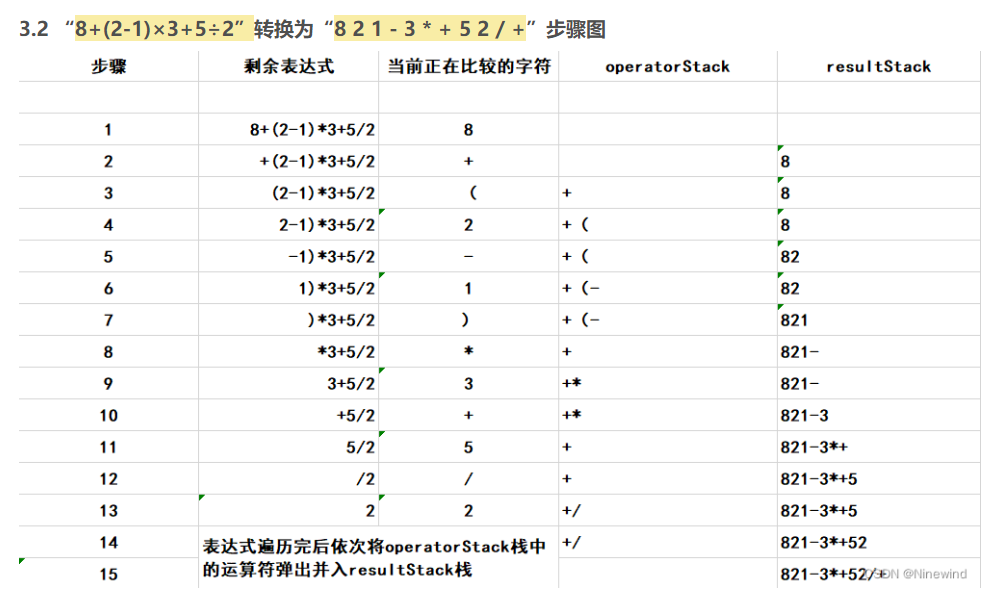 3.2 “8+(2-1)×3+5÷2”转换为“8 2 1 - 3 * + 5 2 / +”步骤图
步骤 剩余表达式 当前正在比较的字符 operatorStack resultStack
1 8+(2-1)*3+5/2 8
2 +(2-1)*3+5/2 + 8
3 (2-1)*3+5/2 ( + 8
4 2-1)*3+5/2 2 +( 8
5 -1)*3+5/2 - +( 82
6 1)*3+5/2 1 +(- 82
7 )*3+5/2 ) +(- 821
8 *3+5/2 * + 821-
9 3+5/2 3 +* 821-
10 +5/2 + +* 821-3
11 5/2 5 + 821-3*+
12 /2 / + 821-3*+5
13 2 2 +/ 821-3*+5
14 表达式遍历完后依次将operatorStack栈中 +/ 821-3*+52
15 的运算符弹出并入resultStack栈 821-3*+52/+
CSDN @Ninewind